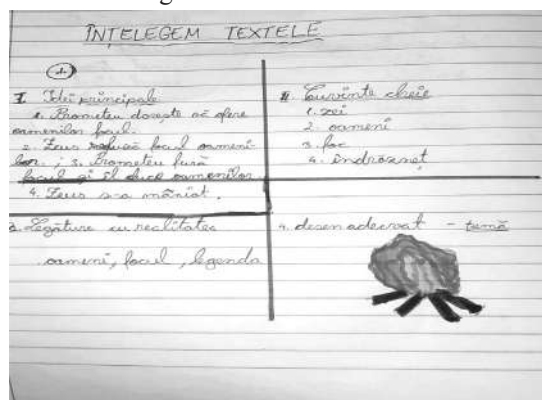 ÎNȚELEGEM TEXTELE
I Idei principale
1. Prometeu dorește să ofere
oamenilor focul.
2. Zeus refuză focul oameni-
lor. ; 3. Prometeu fură
focul și îl duce oamenilor
4. Zeus s-a mâniat.
II Cuvinte cheie
1. zei
2. oameni
3. foc
4. îndrăzneț
3. Legătura cu realitatea
oameni, focul, legenda
4. desen adecvat - temă